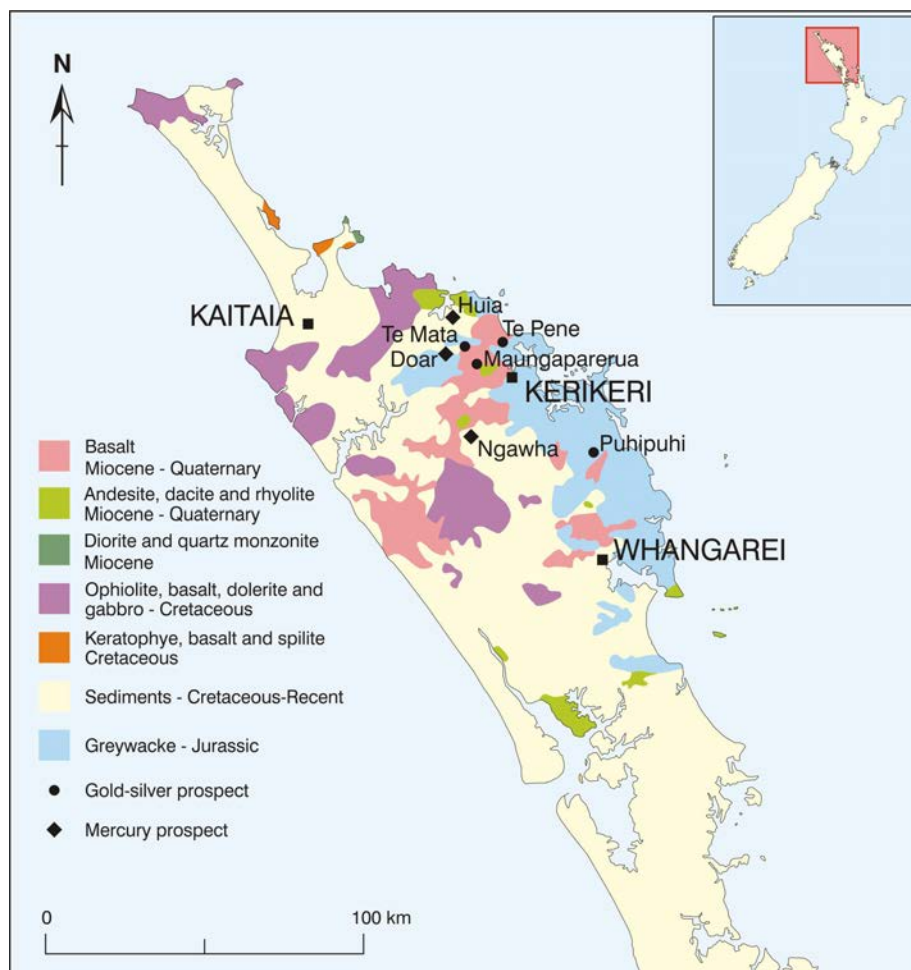 N
KAITAIA
Huia
Te Mata
Te Pene
Doar
Maungaparerua
KERIKERI
Ngawha
Puhipuhi
WHANGAREI
Basalt
Miocene - Quaternary
Andesite, dacite and rhyolite
Miocene - Quaternary
Diorite and quartz monzonite
Miocene
Ophiolite, basalt, dolerite and
gabbro - Cretaceous
Keratophye, basalt and spilite
Cretaceous
Sediments - Cretaceous-Recent
Greywacke - Jurassic
Gold-silver prospect
Mercury prospect
0
100 km